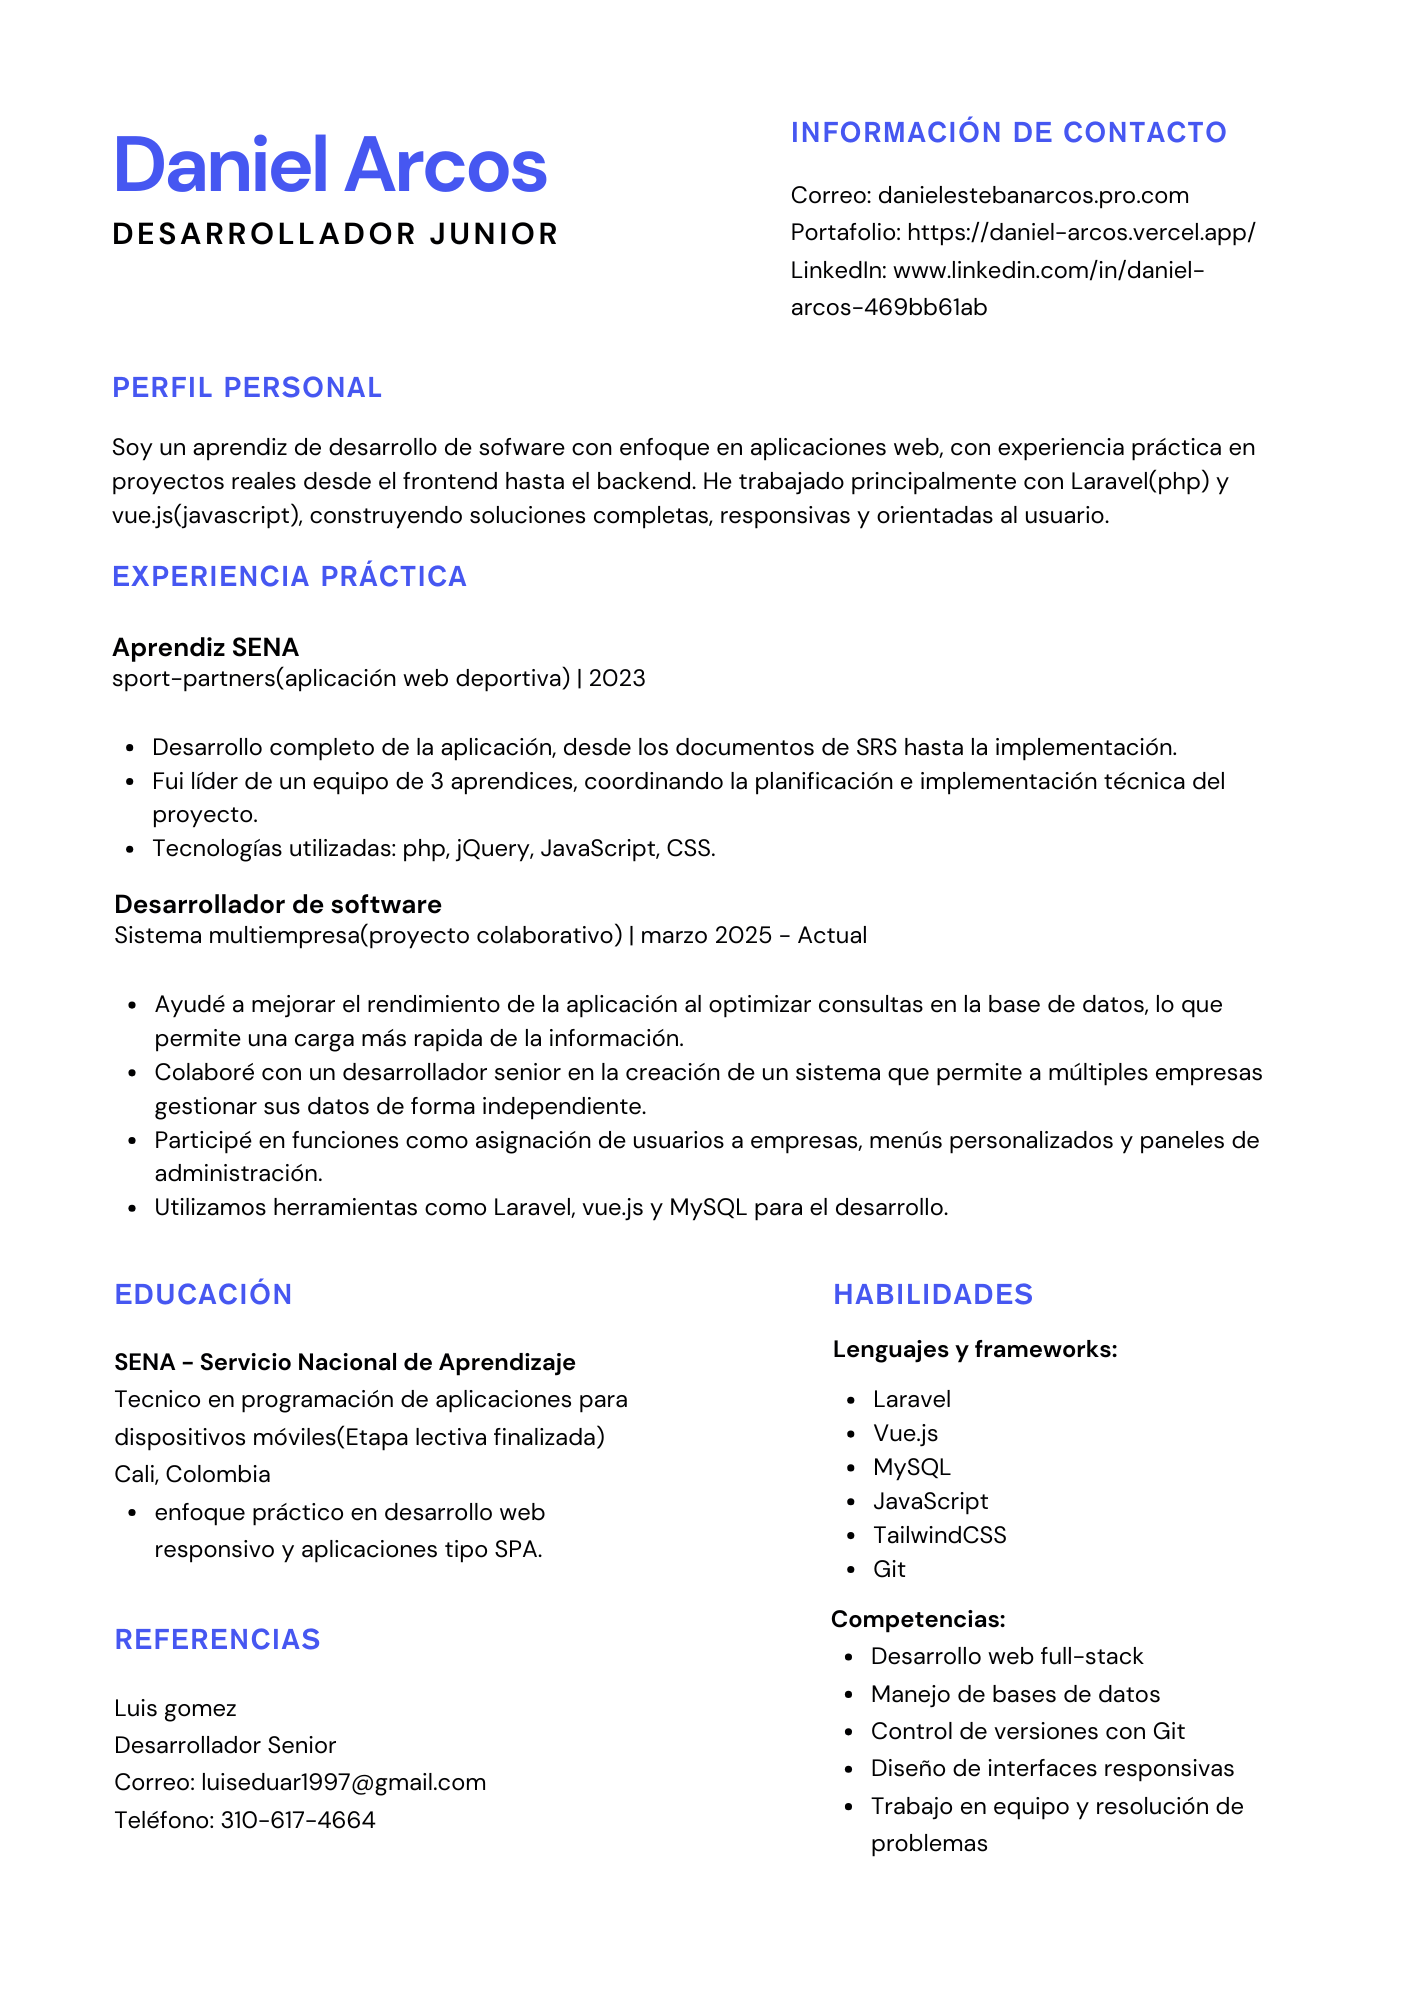 Daniel Arcos
DESARROLLADOR JUNIOR
INFORMACIÓN DE CONTACTO
Correo: danielestebanarcos.pro.com
Portafolio: https://daniel-arcos.vercel.app/
LinkedIn: www.linkedin.com/in/daniel-
arcos-469bb61ab
PERFIL PERSONAL
Soy un aprendiz de desarrollo de sofware con enfoque en aplicaciones web, con experiencia práctica en
proyectos reales desde el frontend hasta el backend. He trabajado principalmente con Laravel(php) y
vue.js(javascript), construyendo soluciones completas, responsivas y orientadas al usuario.
EXPERIENCIA PRÁCTICA
Aprendiz SENA
sport-partners(aplicación web deportiva) | 2023
• Desarrollo completo de la aplicación, desde los documentos de SRS hasta la implementación.
• Fui líder de un equipo de 3 aprendices, coordinando la planificación e implementación técnica del
proyecto.
• Tecnologías utilizadas: php, jQuery, JavaScript, CSS.
Desarrollador de software
Sistema multiempresa(proyecto colaborativo) | marzo 2025 - Actual
• Ayudé a mejorar el rendimiento de la aplicación al optimizar consultas en la base de datos, lo que
permite una carga más rapida de la información.
• Colaboré con un desarrollador senior en la creación de un sistema que permite a múltiples empresas
gestionar sus datos de forma independiente.
• Participé en funciones como asignación de usuarios a empresas, menús personalizados y paneles de
administración.
• Utilizamos herramientas como Laravel, vue.js y MySQL para el desarrollo.
EDUCACIÓN
SENA - Servicio Nacional de Aprendizaje
Tecnico en programación de aplicaciones para
dispositivos móviles(Etapa lectiva finalizada)
Cali, Colombia
• enfoque práctico en desarrollo web
responsivo y aplicaciones tipo SPA.
REFERENCIAS
Luis gomez
Desarrollador Senior
Correo: luiseduar1997@gmail.com
Teléfono: 310-617-4664
HABILIDADES
Lenguajes y frameworks:
• Laravel
• Vue.js
• MySQL
• JavaScript
• TailwindCSS
• Git
Competencias:
• Desarrollo web full-stack
• Manejo de bases de datos
• Control de versiones con Git
• Diseño de interfaces responsivas
• Trabajo en equipo y resolución de
problemas